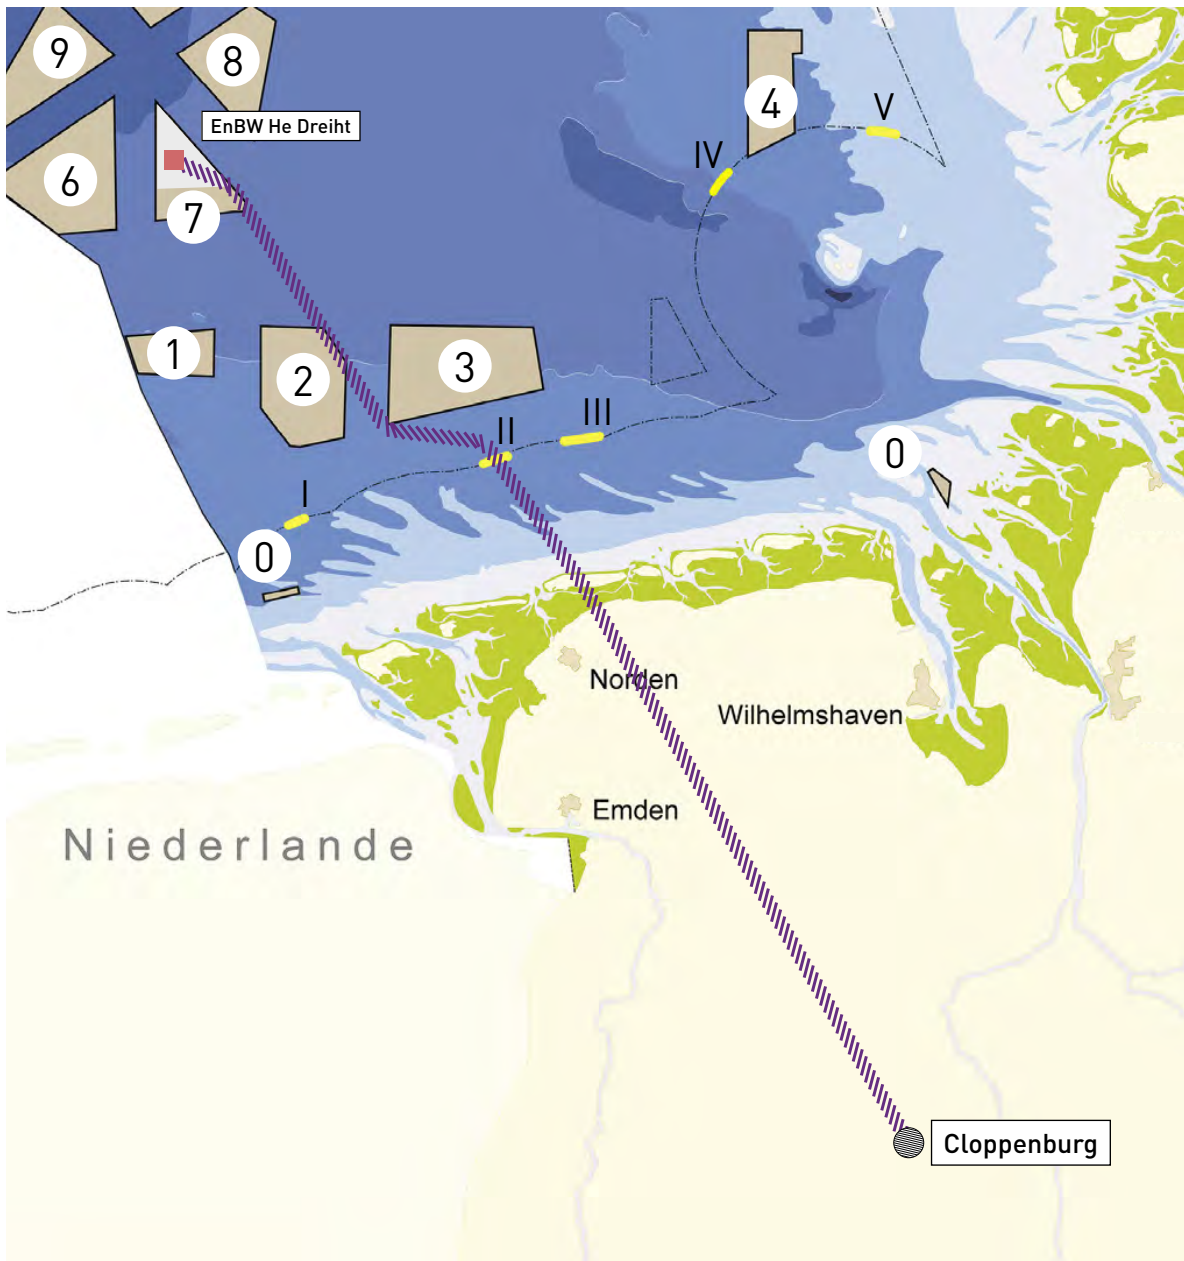 9
8
4
V
EnBW He Dreiht
IV
6
7
1
2
3
III
II
0
I
0
Norden
Wilhelmshaven
Emden
Niederlande
Cloppenburg